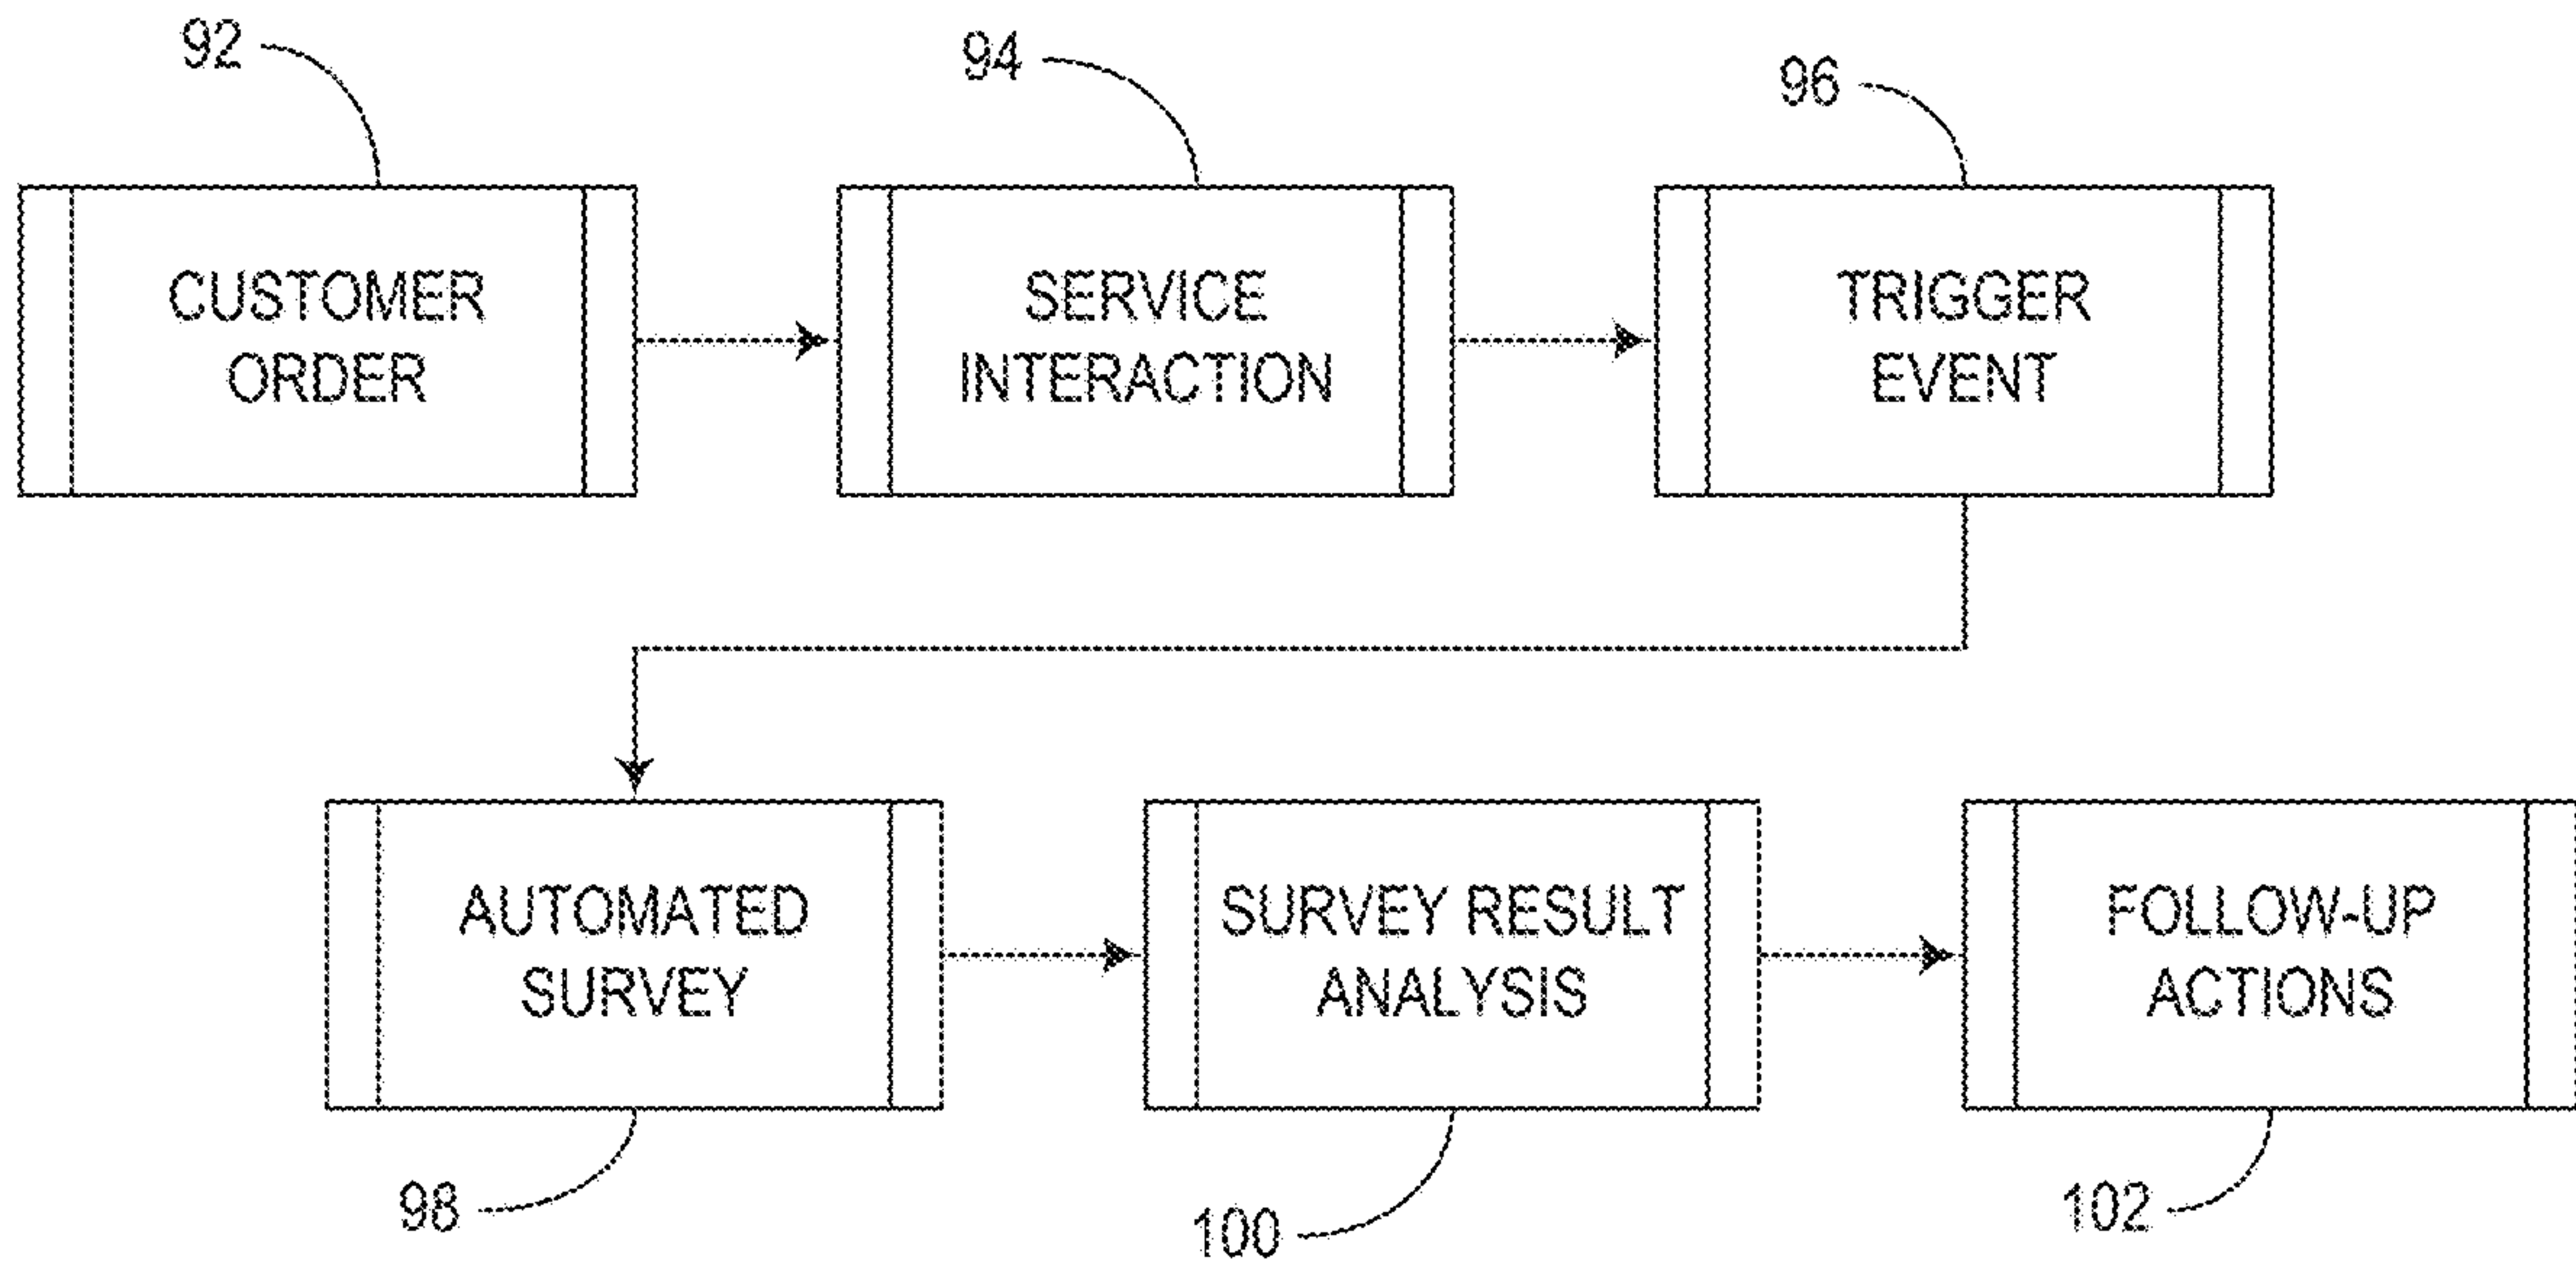 92
94
96
CUSTOMER
ORDER
SERVICE
INTERACTION
TRIGGER
EVENT
AUTOMATED
SURVEY
SURVEY RESULT
ANALYSIS
FOLLOW-UP
ACTIONS
98
100
102